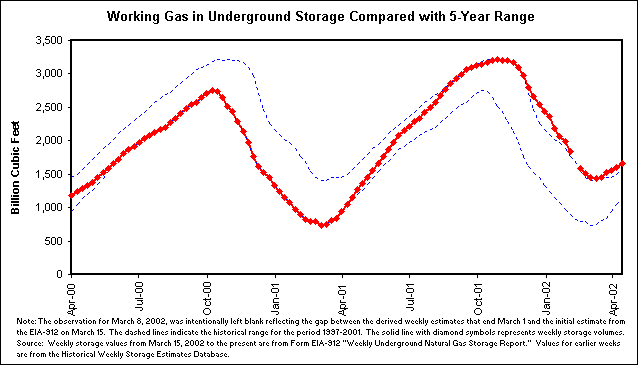 Working Gas in Underground Storage Compared with 5-Year Range
Billion Cubic Feet
3,500
3,000
2,500
2,000
1,500
1,000
500
0
Apr-00
Jul-00
Oct-00
Jan-01
Apr-01
Jul-01
Oct-01
Jan-02
Apr-02
Note: The observation for March 8, 2002, was intentionally left blank reflecting the gap between the derived weekly estimates that end March 1 and the initial estimate from
the EIA-912 on March 15. The dashed lines indicate the historical range for the period 1997-2001. The solid line with diamond symbols represents weekly storage volumes.
Source: Weekly storage values from March 15, 2002 to the present are from Form EIA-912 "Weekly Underground Natural Gas Storage Report." Values for earlier weeks
are from the Historical Weekly Storage Estimates Database.